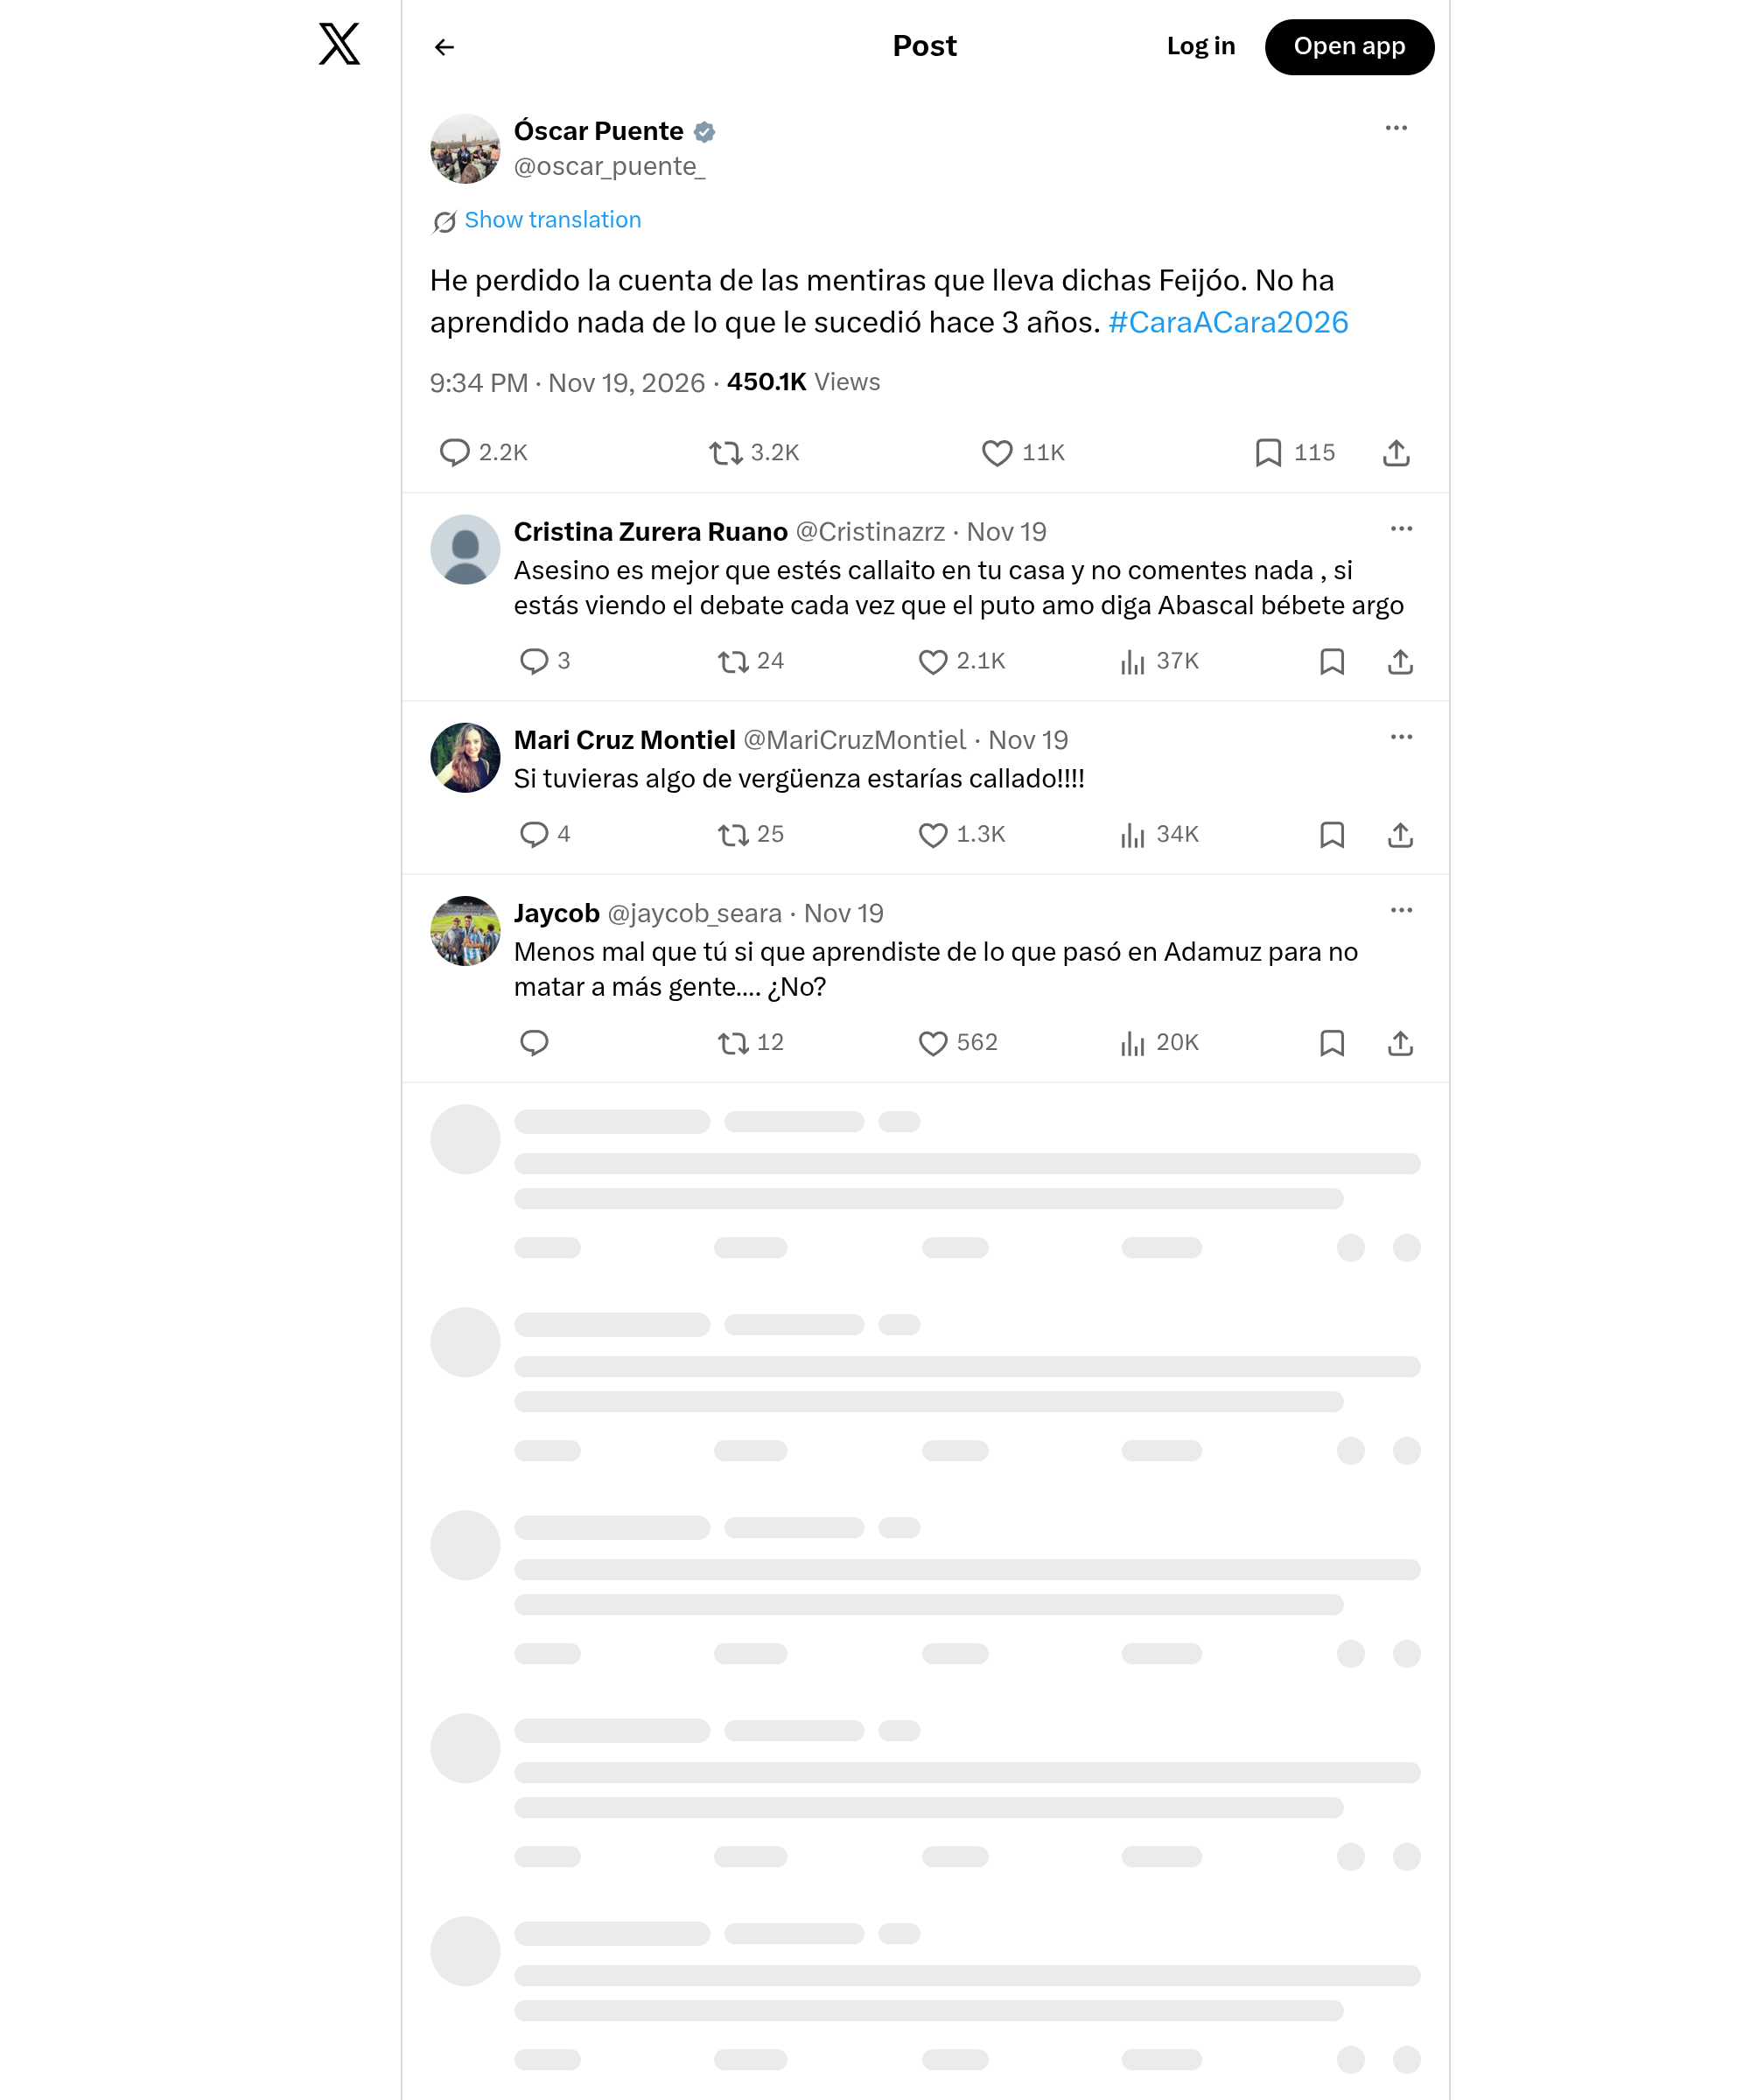 Post
Log in
Open app
Óscar Puente
@oscar_puente_
Show translation
He perdido la cuenta de las mentiras que lleva dichas Feijóo. No ha
aprendido nada de lo que le sucedió hace 3 años. #CaraACara2026
9:34 PM · Nov 19, 2026 · 450.1K Views
2.2K 3.2K 11K 115
Cristina Zurera Ruano @Cristinazrz · Nov 19
Asesino es mejor que estés callaito en tu casa y no comentes nada , si
estás viendo el debate cada vez que el puto amo diga Abascal bébete argo
3 24 2.1K 37K
Mari Cruz Montiel @MariCruzMontiel · Nov 19
Si tuvieras algo de vergüenza estarías callado!!!!
4 25 1.3K 34K
Jaycob @jaycob_seara · Nov 19
Menos mal que tú si que aprendiste de lo que pasó en Adamuz para no
matar a más gente.... ¿No?
12 562 20K